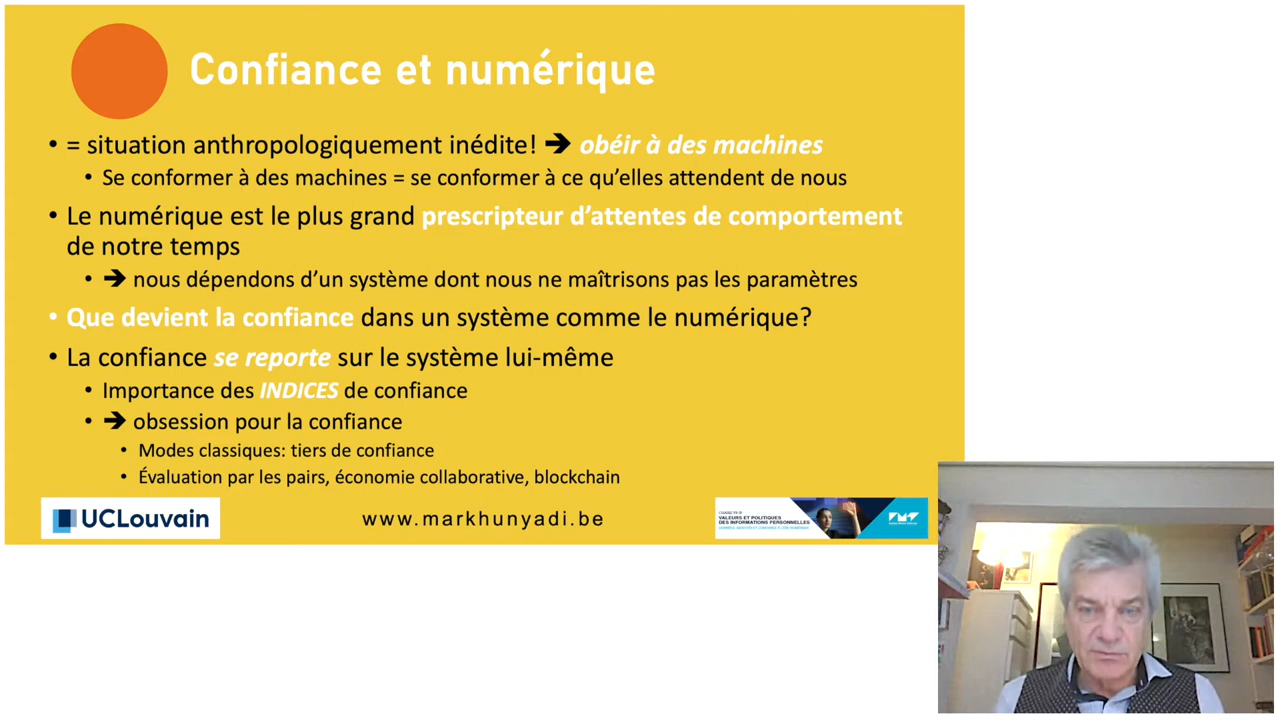 Confiance et numérique
• = situation anthropologiquement inédite! ➔ obéir à des machines
• Se conformer à des machines = se conformer à ce qu’elles attendent de nous
• Le numérique est le plus grand prescripteur d’attentes de comportement
de notre temps
• ➔ nous dépendons d’un système dont nous ne maîtrisons pas les paramètres
• Que devient la confiance dans un système comme le numérique?
• La confiance se reporte sur le système lui-même
• Importance des INDICES de confiance
• ➔ obsession pour la confiance
• Modes classiques: tiers de confiance
• Évaluation par les pairs, économie collaborative, blockchain
UCLouvain
www.markhunyadi.be
VALEURS ET POLITIQUES
DES INFORMATIONS PERSONNELLES